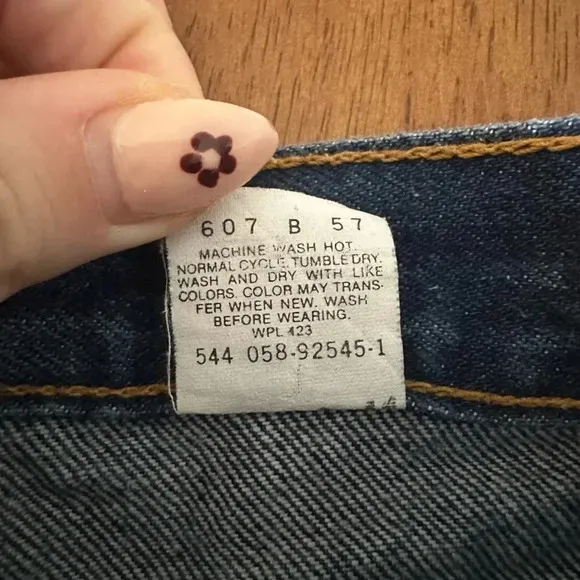 607 B 57
MACHINE WASH HOT.
NORMAL CYCLE. TUMBLE DRY.
WASH AND DRY WITH LIKE
COLORS. COLOR MAY TRANS-
FER WHEN NEW. WASH
BEFORE WEARING.
WPL 423
544 058-92545-1